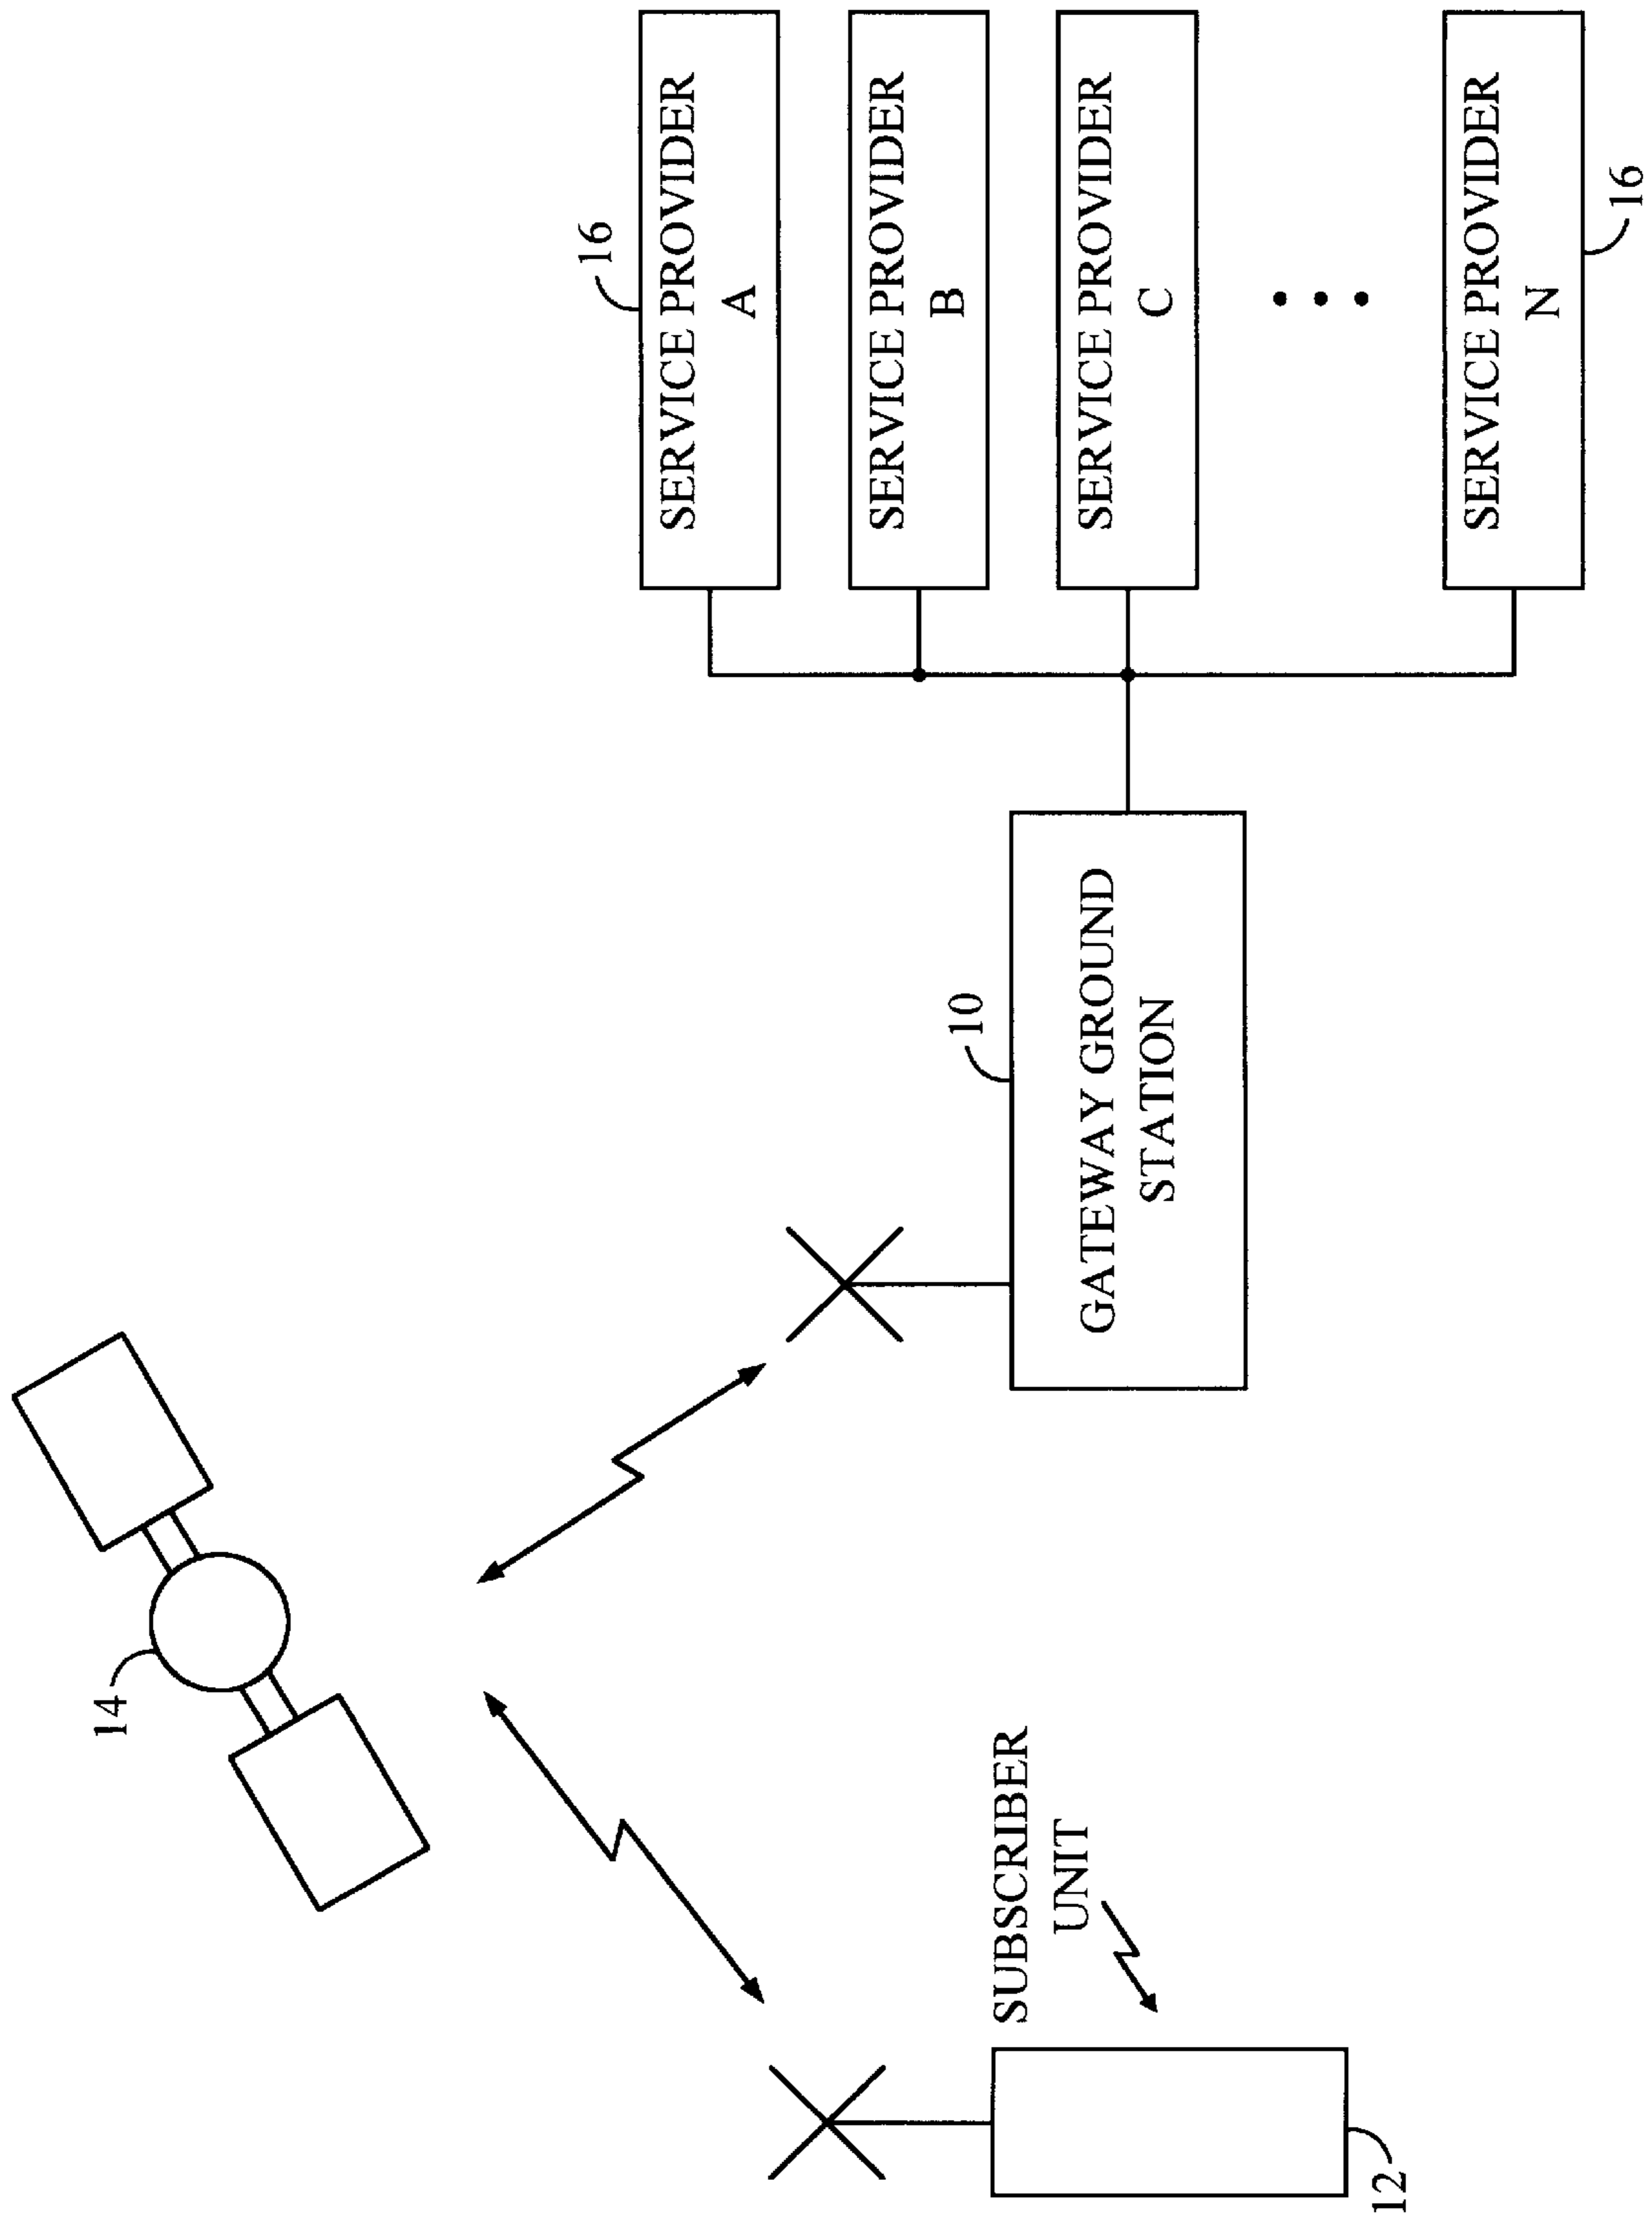 14
SUBSCRIBER
UNIT
12
10
GATEWAY GROUND
STATION
16
SERVICE PROVIDER
A
SERVICE PROVIDER
B
SERVICE PROVIDER
C
SERVICE PROVIDER
N
16